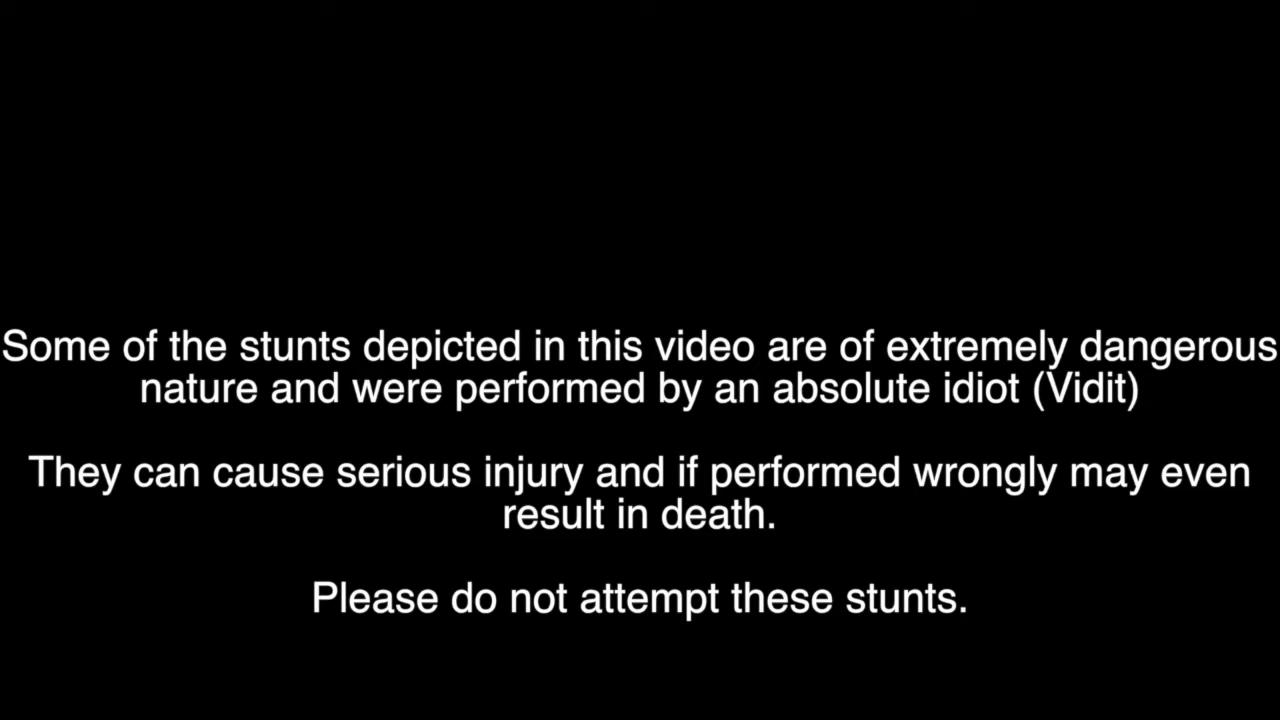 Some of the stunts depicted in this video are of extremely dangerous
nature and were performed by an absolute idiot (Vidit)
They can cause serious injury and if performed wrongly may even
result in death.
Please do not attempt these stunts.